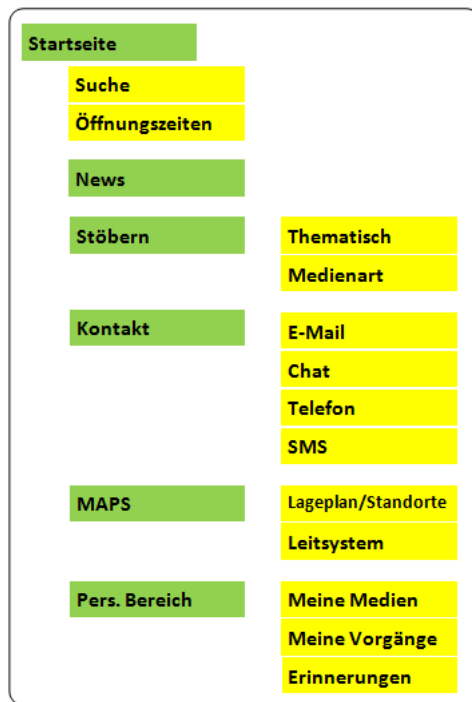 Startseite
Suche
Öffnungszeiten
News
Stöbern
Thematisch
Medienart
Kontakt
E-Mail
Chat
Telefon
SMS
MAPS
Lageplan/Standorte
Leitsystem
Pers. Bereich
Meine Medien
Meine Vorgänge
Erinnerungen